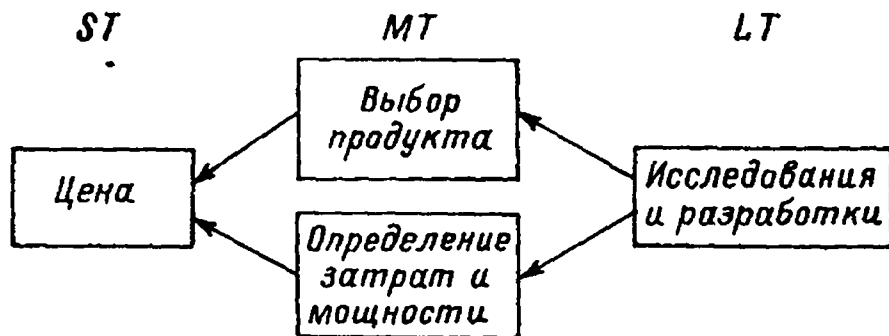 ST MT LT
Выбор
продукта
Цена
Исследования
и разработки
Определение
затрат и
мощности